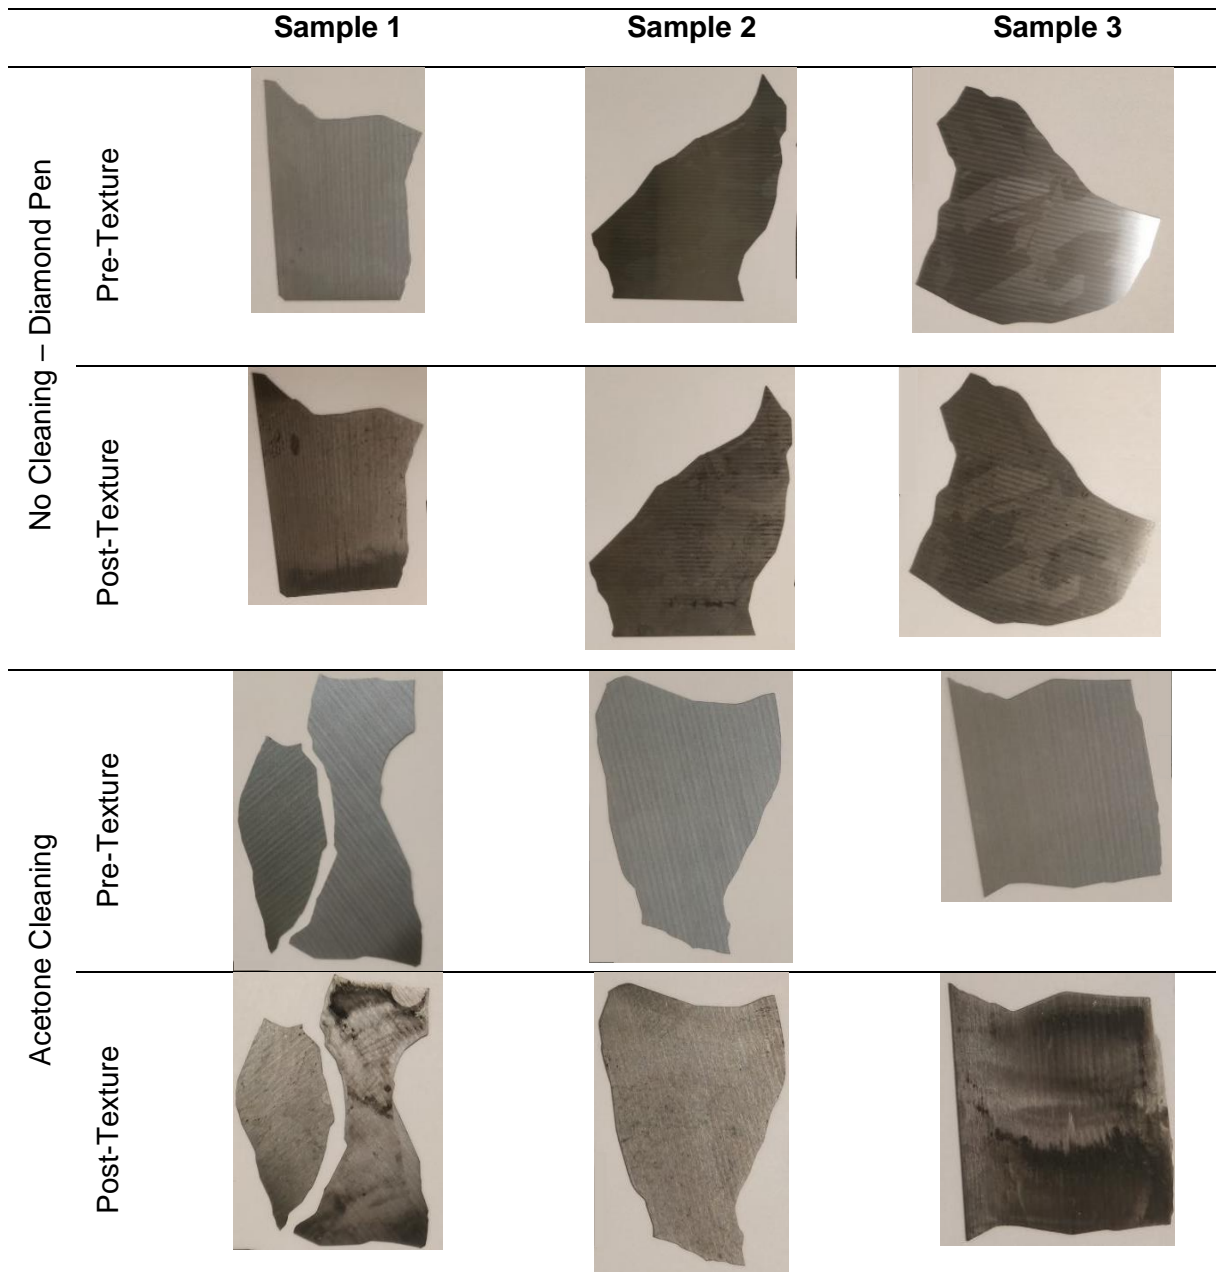 Sample 1 Sample 2 Sample 3
No Cleaning – Diamond Pen
Pre-Texture
Post-Texture
Acetone Cleaning
Pre-Texture
Post-Texture